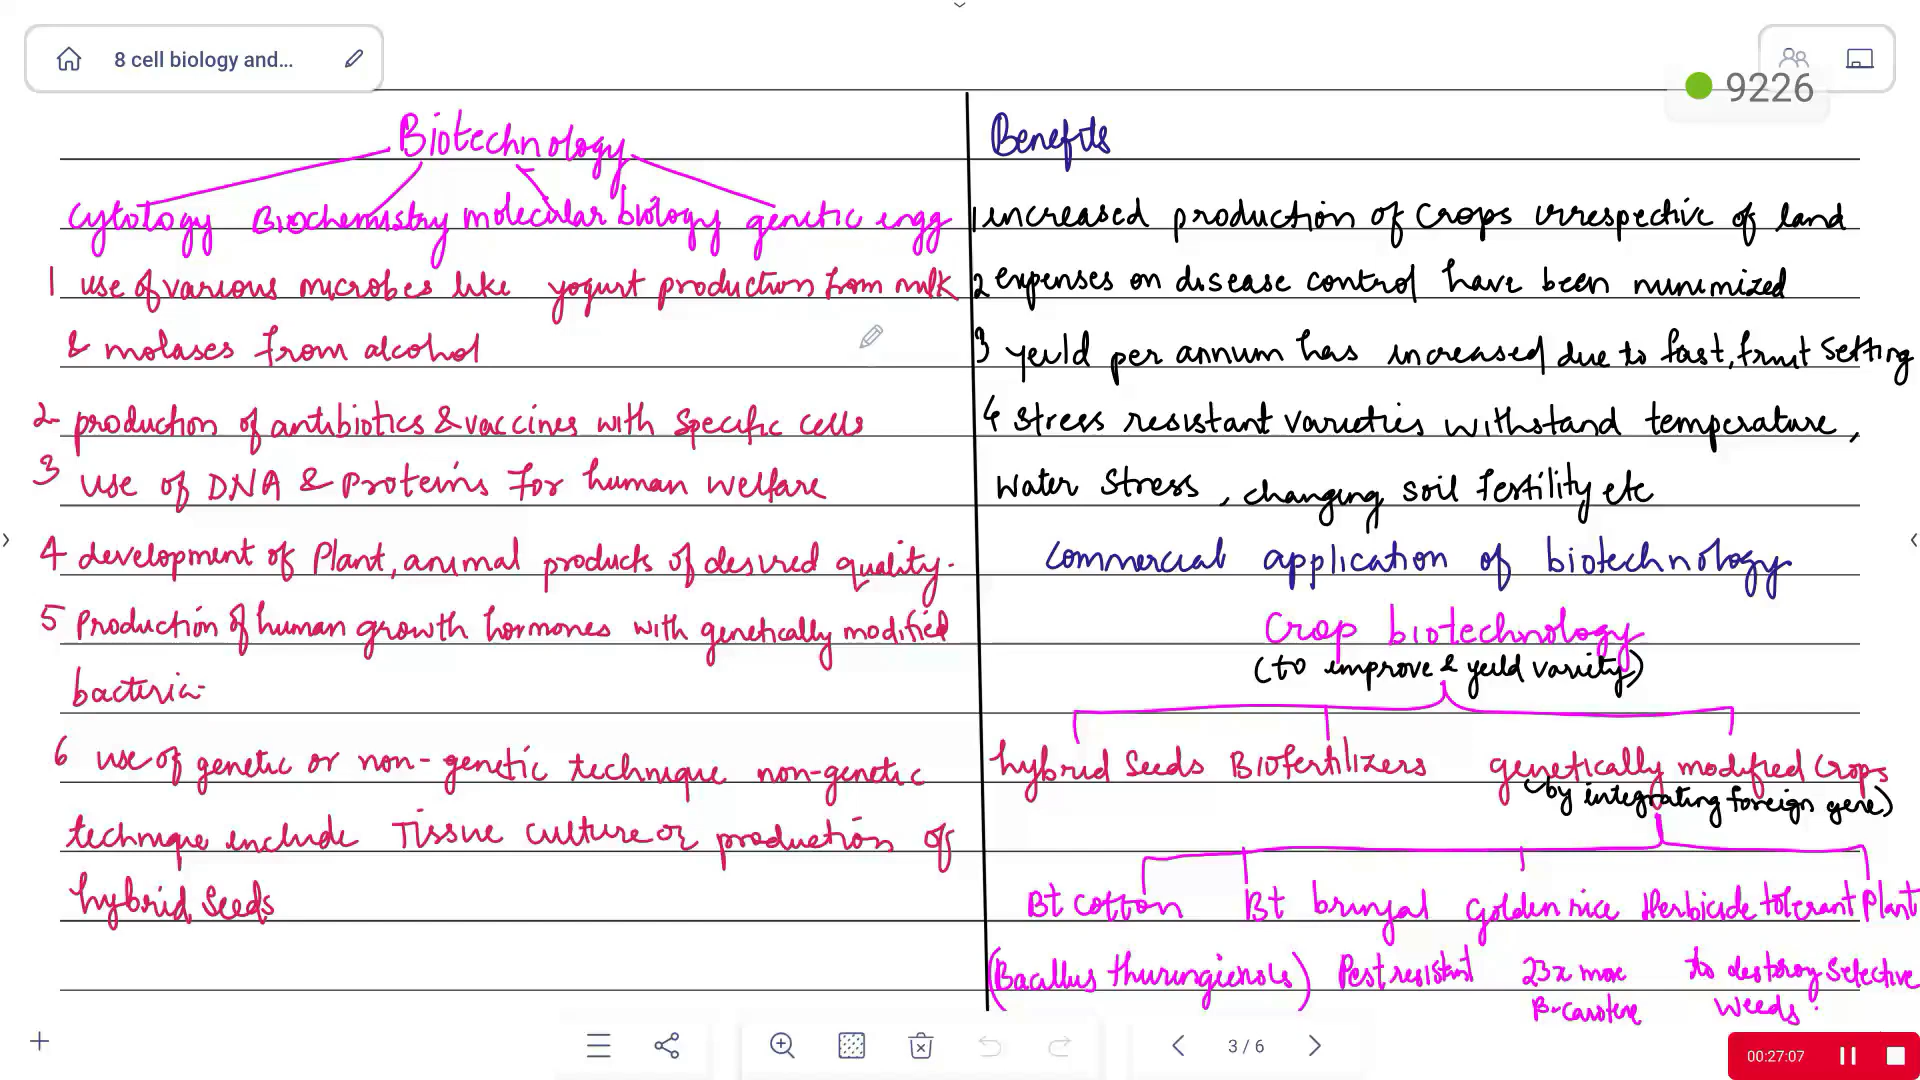 8 cell biology and...
9226
Biotechnology
Cytology Biochemistry molecular biology genetic engg
1 use of various microbes like yogurt production from milk
& molases from alcohol
2- production of antibiotics & vaccines with specific cells
3 use of DNA & Proteins for human welfare
4 development of Plant, animal products of desired quality.
5 Production of human growth hormones with genetically modified
bacteria-
6 use of genetic or non-genetic technique non-genetic
technique include Tissue culture or production of
hybrid seeds
Benefits
1 increased production of crops irrespective of land
2 expenses on disease control have been minimized
3 yeild per annum has increased due to fast, fruit setting
4 Stress resistant varieties withstand temperature,
water stress, changing soil fertility etc
Commercial application of biotechnology
Crop biotechnology
(to improve & yeild variity)
hybrid seeds Biofertilizers genetically modified crops
(by integrating foreign gene)
Bt cotton Bt brinjal Golden rice Herbicide tolerant Plant
(Bacillus thuringienols) Pest resistant 23x more to destroy selective
B-carotene weeds.
3 / 6
00:27:07